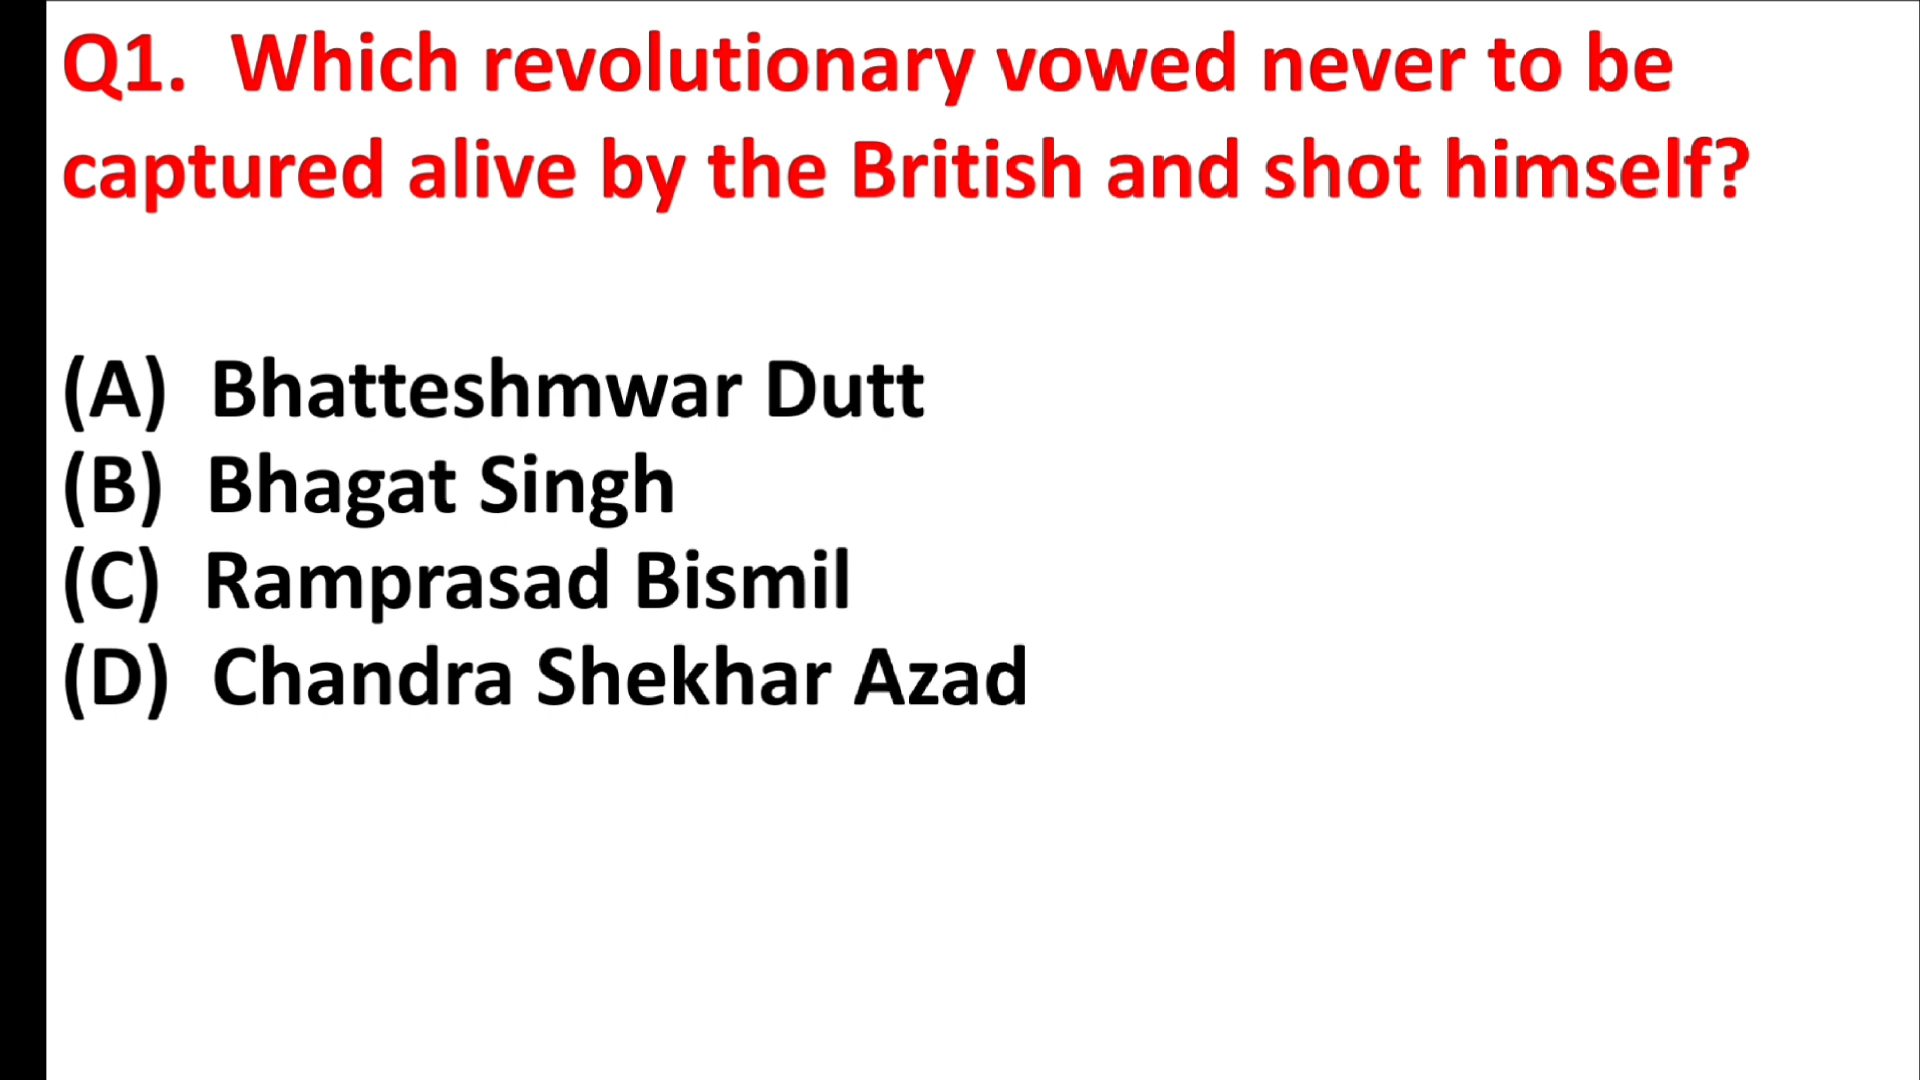 Q1. Which revolutionary vowed never to be
captured alive by the British and shot himself?
(A) Bhatteshmwar Dutt
(B) Bhagat Singh
(C) Ramprasad Bismil
(D) Chandra Shekhar Azad